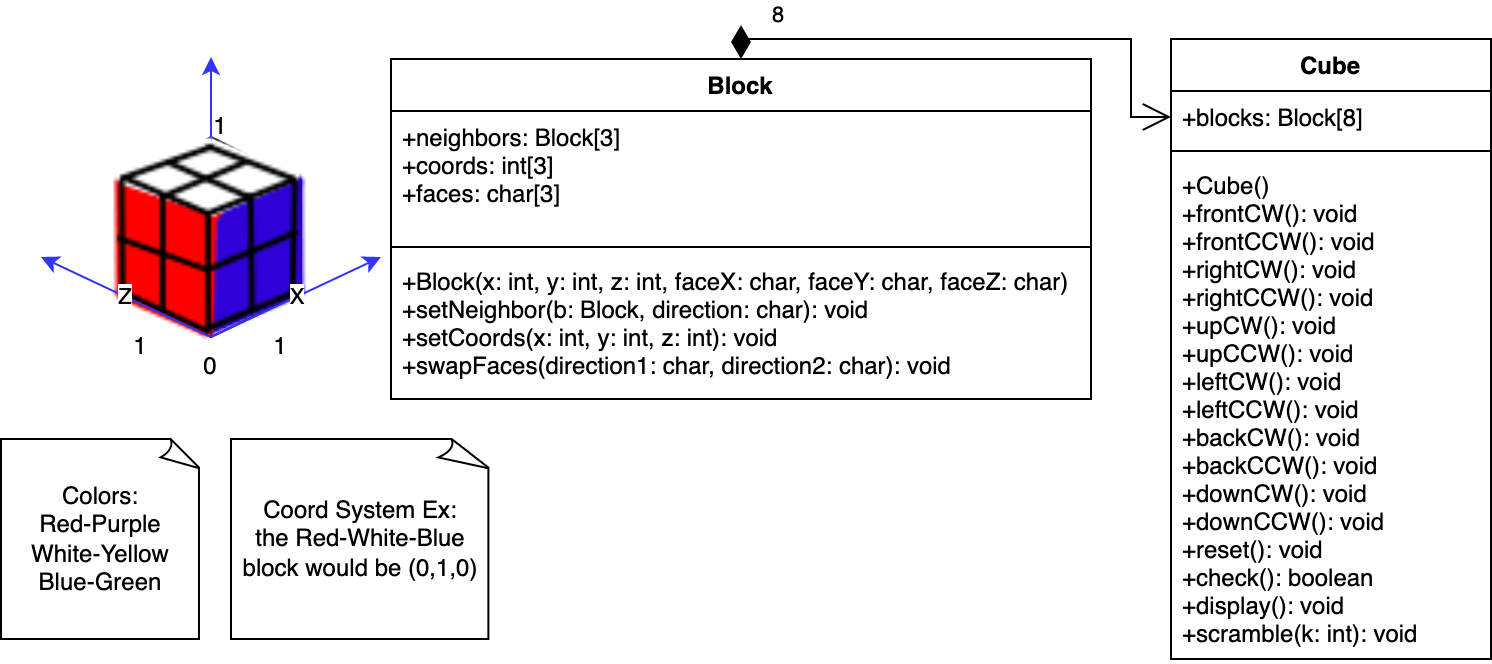 8
1
Z
X
1
1
0
Block
+neighbors: Block[3]
+coords: int[3]
+faces: char[3]
+Block(x: int, y: int, z: int, faceX: char, faceY: char, faceZ: char)
+setNeighbor(b: Block, direction: char): void
+setCoords(x: int, y: int, z: int): void
+swapFaces(direction1: char, direction2: char): void
Cube
+blocks: Block[8]
+Cube()
+frontCW(): void
+frontCCW(): void
+rightCW(): void
+rightCCW(): void
+upCW(): void
+upCCW(): void
+leftCW(): void
+leftCCW(): void
+backCW(): void
+backCCW(): void
+downCW(): void
+downCCW(): void
+reset(): void
+check(): boolean
+display(): void
+scramble(k: int): void
Colors:
Red-Purple
White-Yellow
Blue-Green
Coord System Ex:
the Red-White-Blue
block would be (0,1,0)